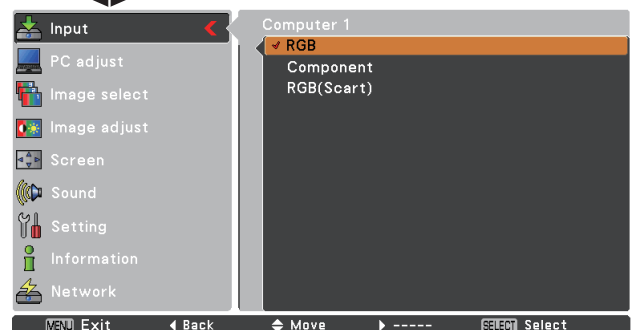 Input
PC adjust
Image select
Image adjust
Screen
Sound
Setting
Information
Network
Computer 1
RGB
Component
RGB(Scart)
MENU Exit Back Move ----- SELECT Select